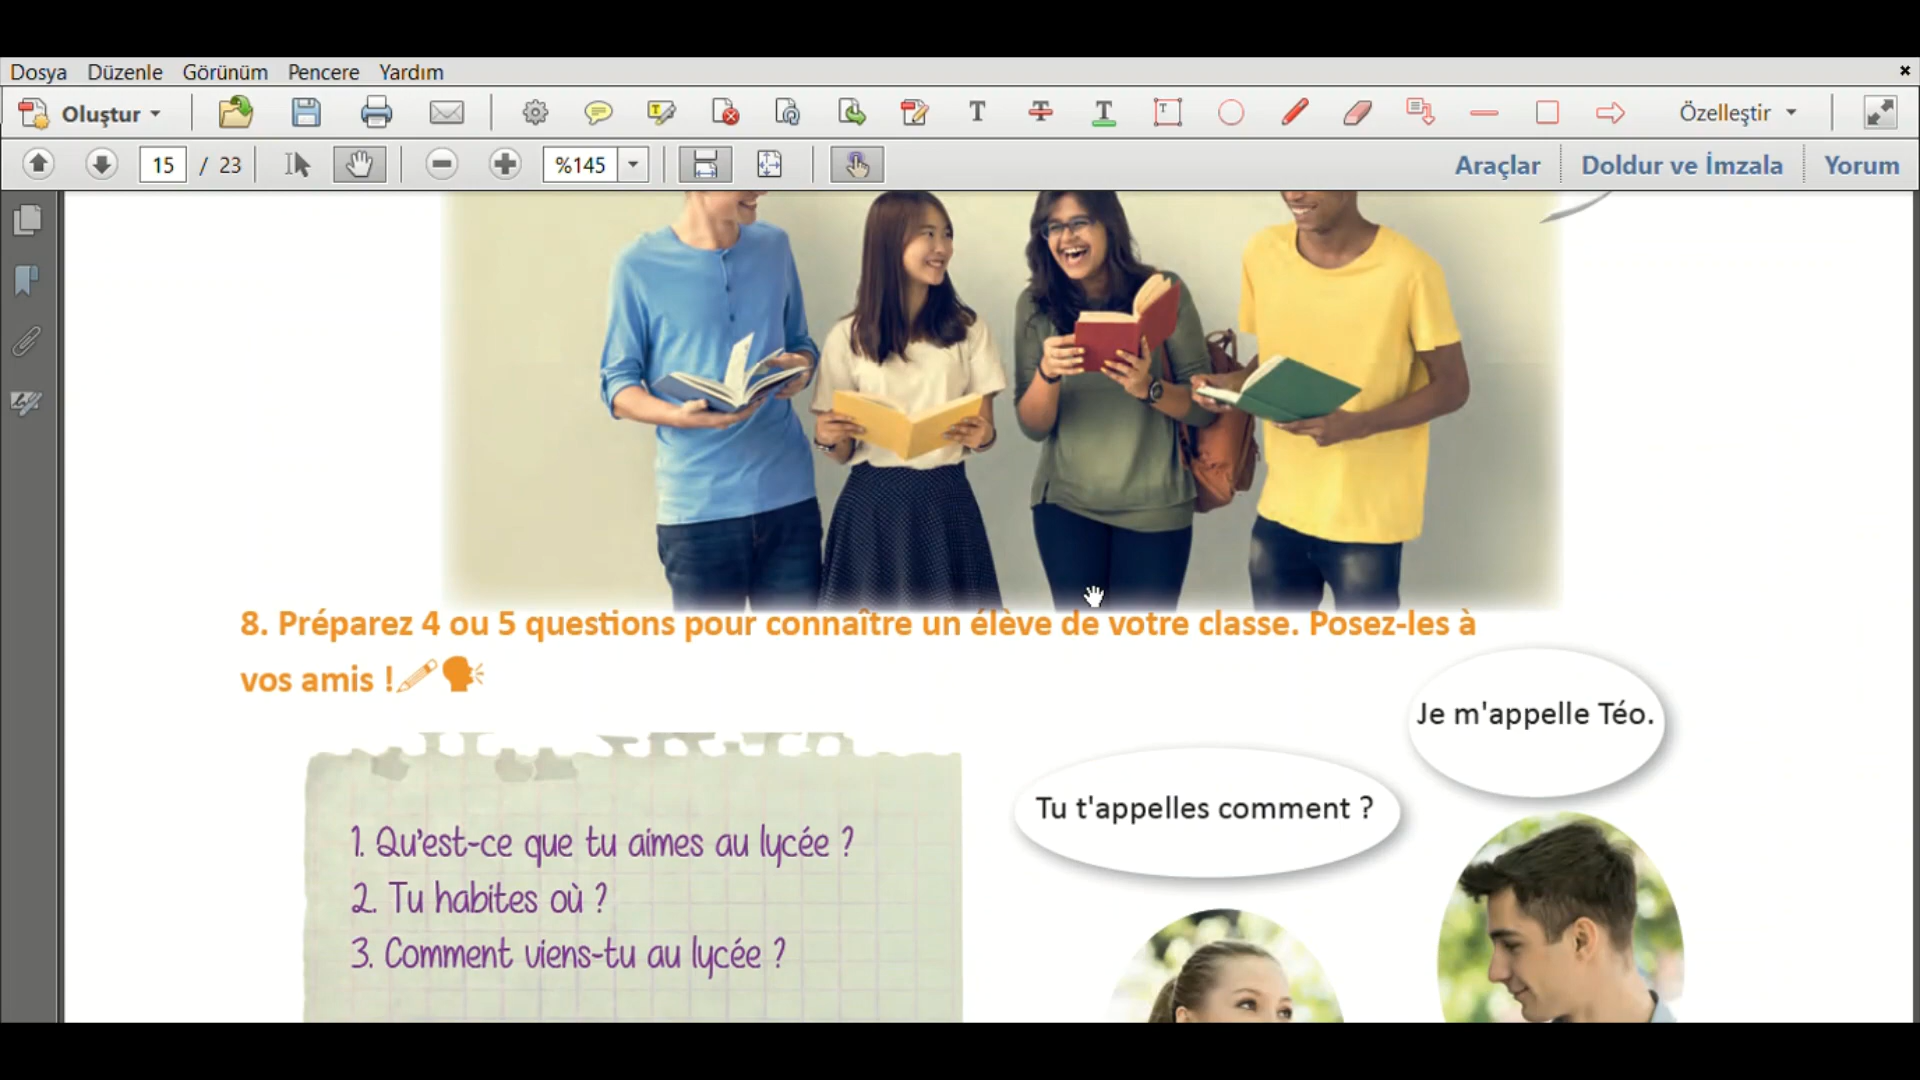 Dosya Düzenle Görünüm Pencere Yardım
Oluştur Özelleştir
15 / 23 %145 Araçlar Doldur ve İmzala Yorum
8. Préparez 4 ou 5 questions pour connaître un élève de votre classe. Posez-les à
vos amis !
Je m'appelle Téo.
Tu t'appelles comment ?
1. Qu'est-ce que tu aimes au lycée ?
2. Tu habites où ?
3. Comment viens-tu au lycée ?